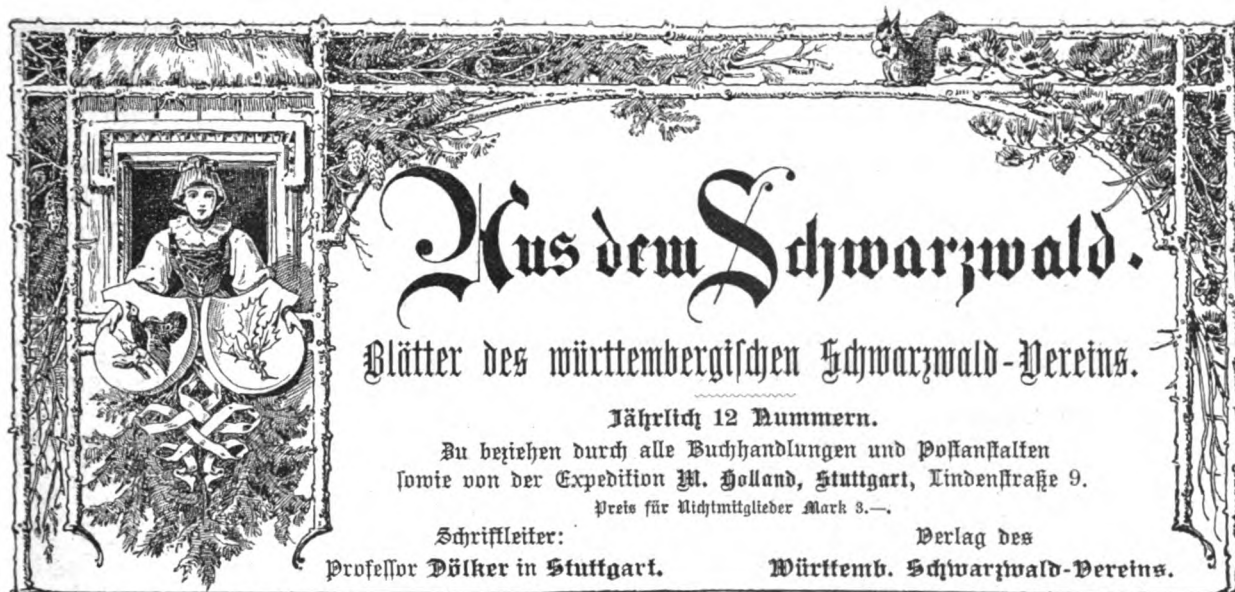 Aus dem Schwarzwald.
Blätter des württembergiſchen Schwarzwald-Vereins.
Jährlich 12 Nummern.
Zu beziehen durch alle Buchhandlungen und Poſtanſtalten
ſowie von der Expedition M. Holland, Stuttgart, Lindenſtraße 9.
Preis für Nichtmitglieder Mark 3.—.
Schriftleiter:
Profeſſor Dölker in Stuttgart.
Verlag des
Württemb. Schwarzwald-Vereins.